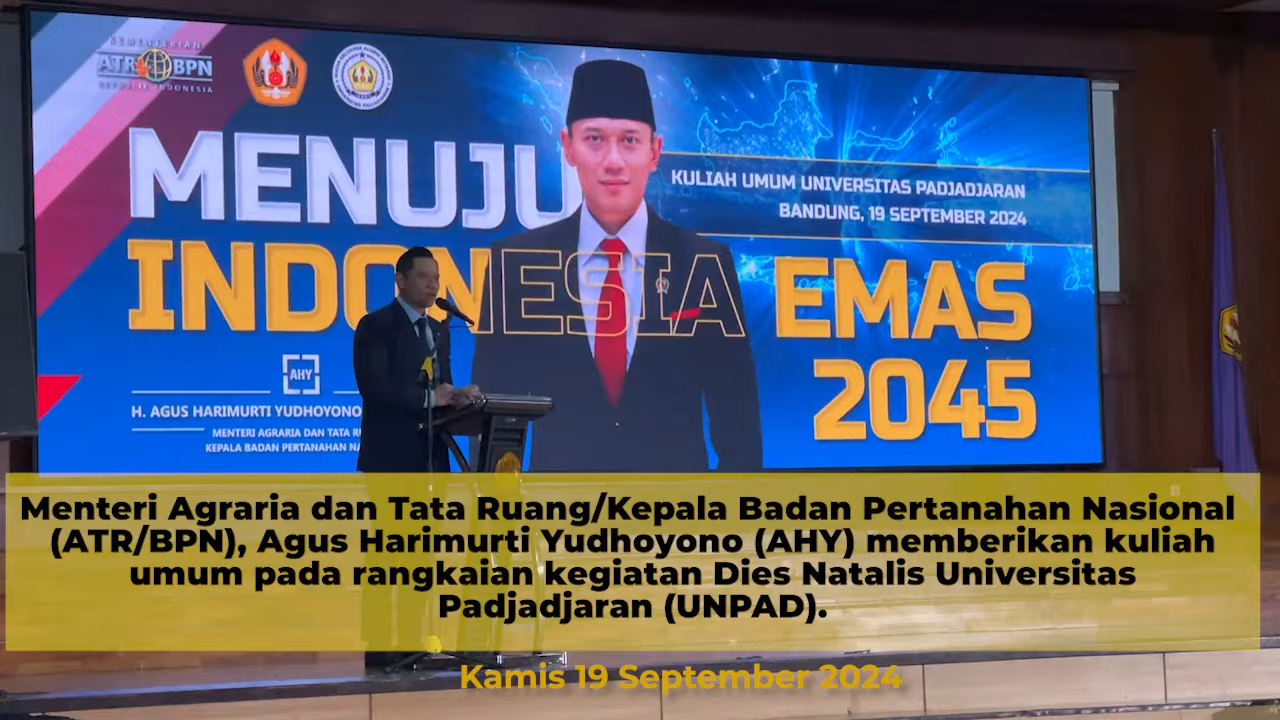 KEMENTERIAN
ATR BPN
REPUBLIK INDONESIA
MENUJU
INDONESIA EMAS
2045
KULIAH UMUM UNIVERSITAS PADJADJARAN
BANDUNG, 19 SEPTEMBER 2024
AHY
H. AGUS HARIMURTI YUDHOYONO
MENTERI AGRARIA DAN TATA
KEPALA BADAN PERTANAHAN
Menteri Agraria dan Tata Ruang/Kepala Badan Pertanahan Nasional
(ATR/BPN), Agus Harimurti Yudhoyono (AHY) memberikan kuliah
umum pada rangkaian kegiatan Dies Natalis Universitas
Padjadjaran (UNPAD).
Kamis 19 September 2024